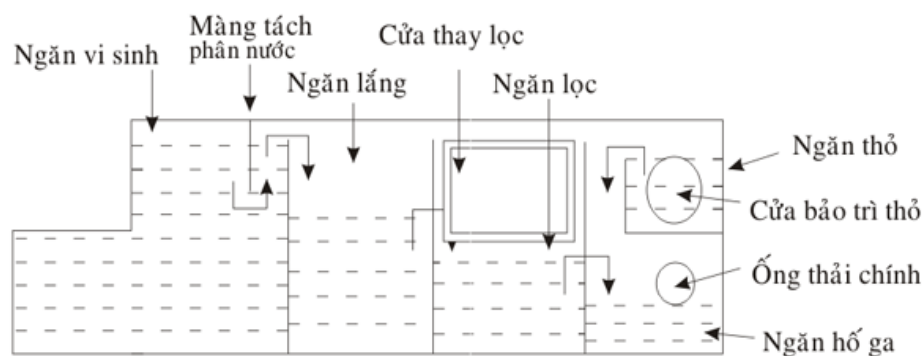 Ngăn vi sinh
Màng tách
phân nước
Ngăn lắng
Cửa thay lọc
Ngăn lọc
Ngăn thỏ
Cửa bảo trì thỏ
Ống thải chính
Ngăn hố ga